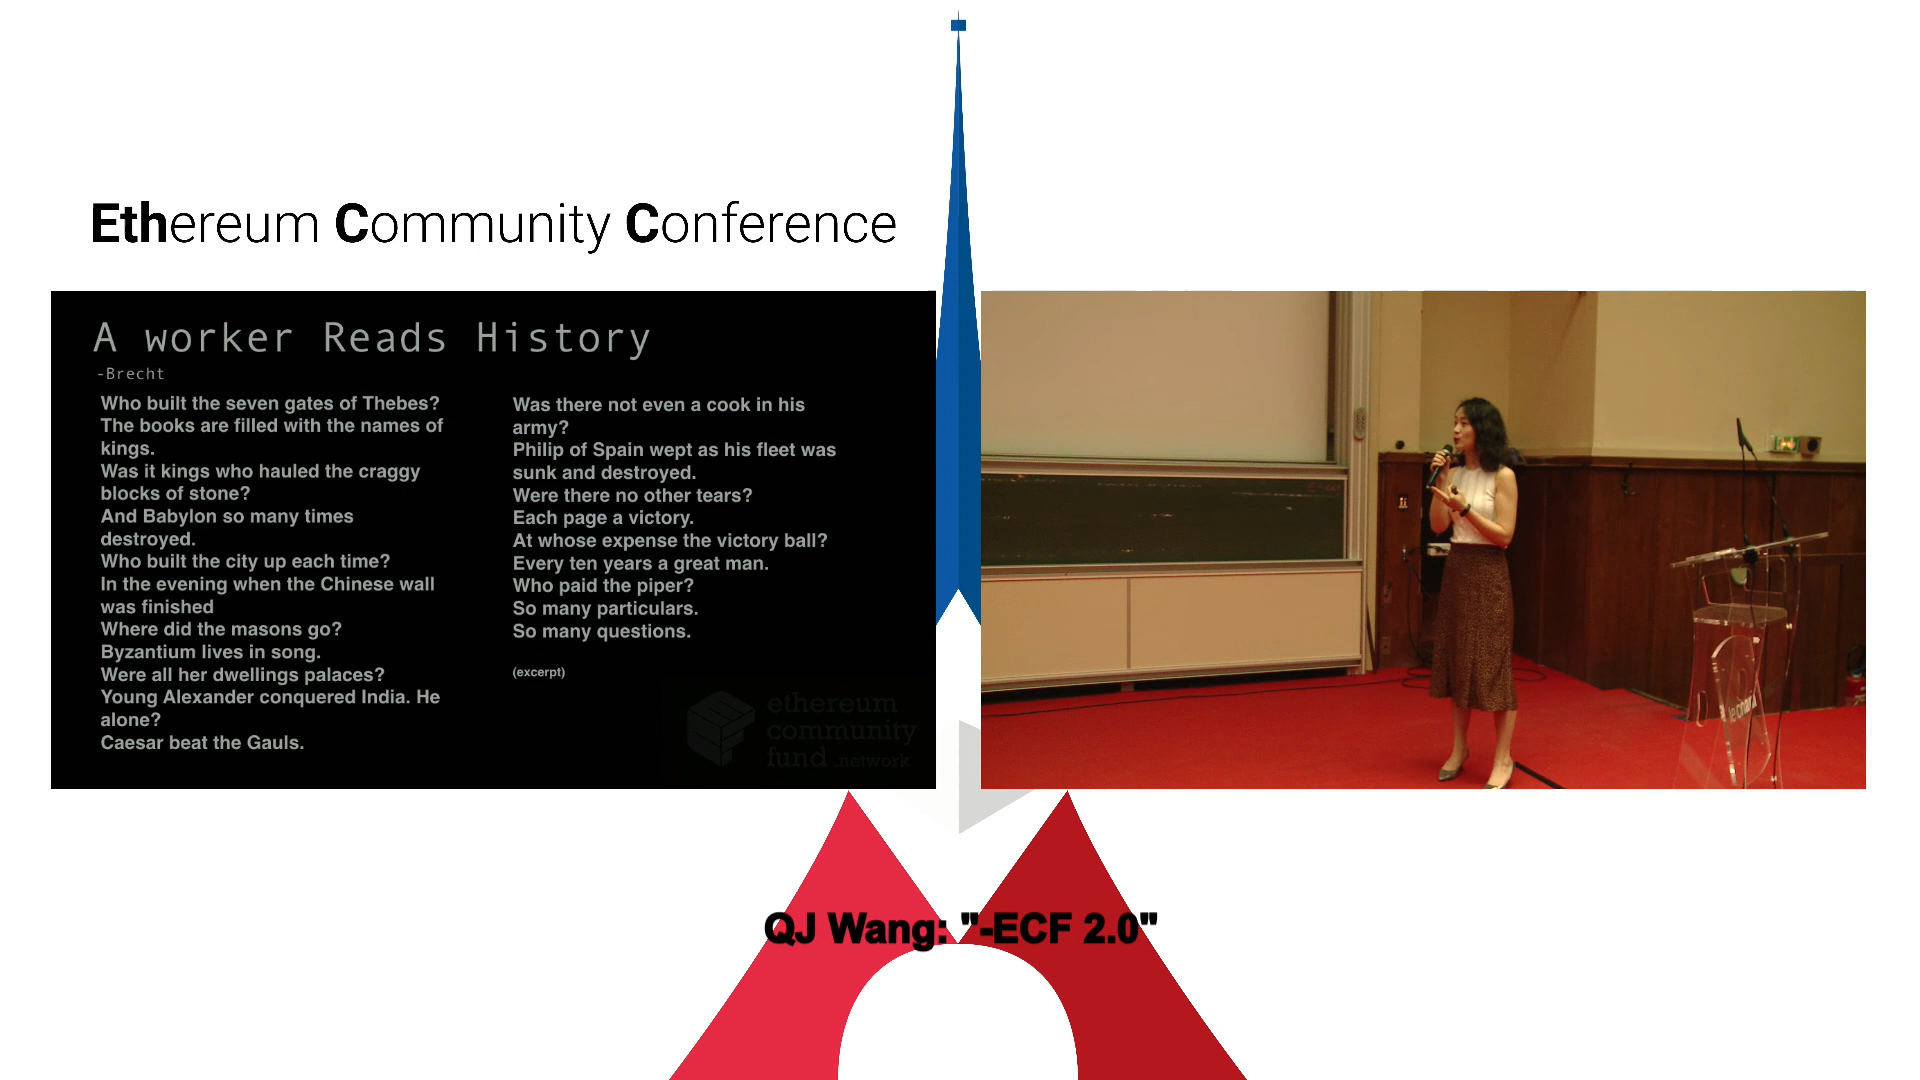 Ethereum Community Conference
A worker Reads History
-Brecht
Who built the seven gates of Thebes?
The books are filled with the names of
kings.
Was it kings who hauled the craggy
blocks of stone?
And Babylon so many times
destroyed.
Who built the city up each time?
In the evening when the Chinese wall
was finished
Where did the masons go?
Byzantium lives in song.
Were all her dwellings palaces?
Young Alexander conquered India. He
alone?
Caesar beat the Gauls.
Was there not even a cook in his
army?
Philip of Spain wept as his fleet was
sunk and destroyed.
Were there no other tears?
Each page a victory.
At whose expense the victory ball?
Every ten years a great man.
Who paid the piper?
So many particulars.
So many questions.
(excerpt)
ethereum
community
fund .network
QJ Wang: "-ECF 2.0"